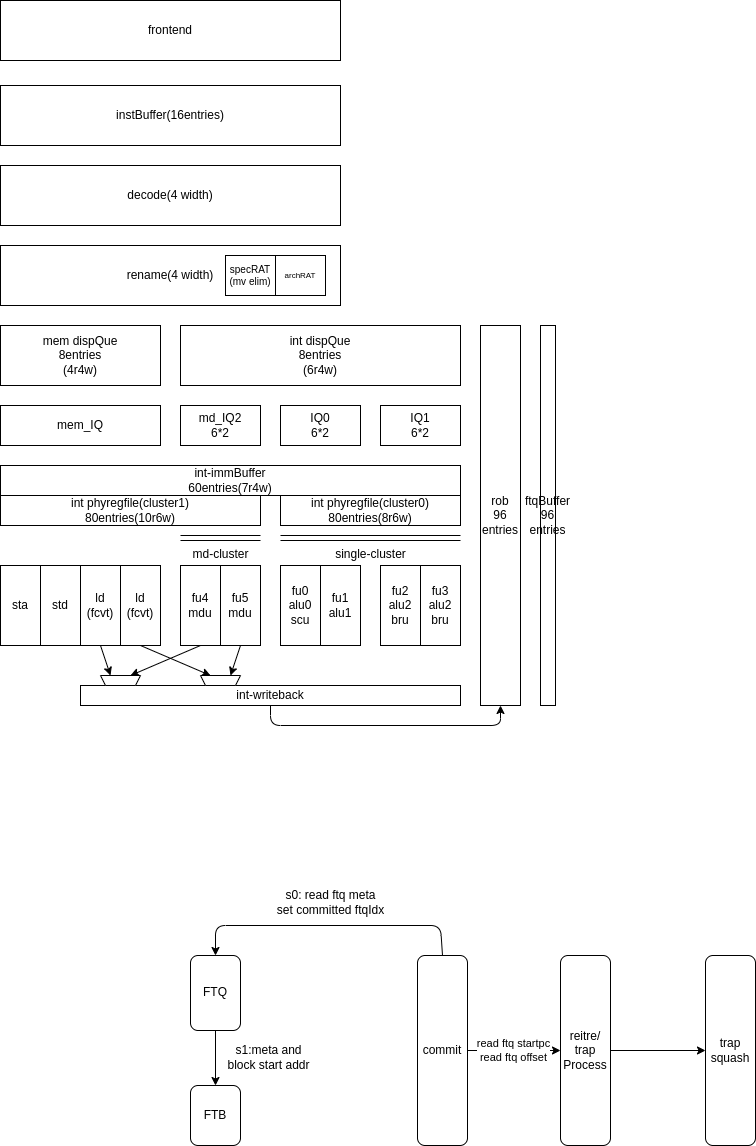 frontend
instBuffer(16entries)
decode(4 width)
rename(4 width)
specRAT
(mv elim)
archRAT
mem dispQue
8entries
(4r4w)
int dispQue
8entries
(6r4w)
mem_IQ
md_IQ2
6*2
IQ0
6*2
IQ1
6*2
int-immBuffer
60entries(7r4w)
int phyregfile(cluster1)
80entries(10r6w)
int phyregfile(cluster0)
80entries(8r6w)
rob
96
entries
ftqBuffer
96
entries
md-cluster
single-cluster
sta
std
ld
(fcvt)
ld
(fcvt)
fu4
mdu
fu5
mdu
fu0
alu0
scu
fu1
alu1
fu2
alu2
bru
fu3
alu2
bru
int-writeback
s0: read ftq meta
set committed ftqIdx
FTQ
s1:meta and
block start addr
FTB
commit
read ftq startpc
read ftq offset
reitre/
trap
Process
trap
squash